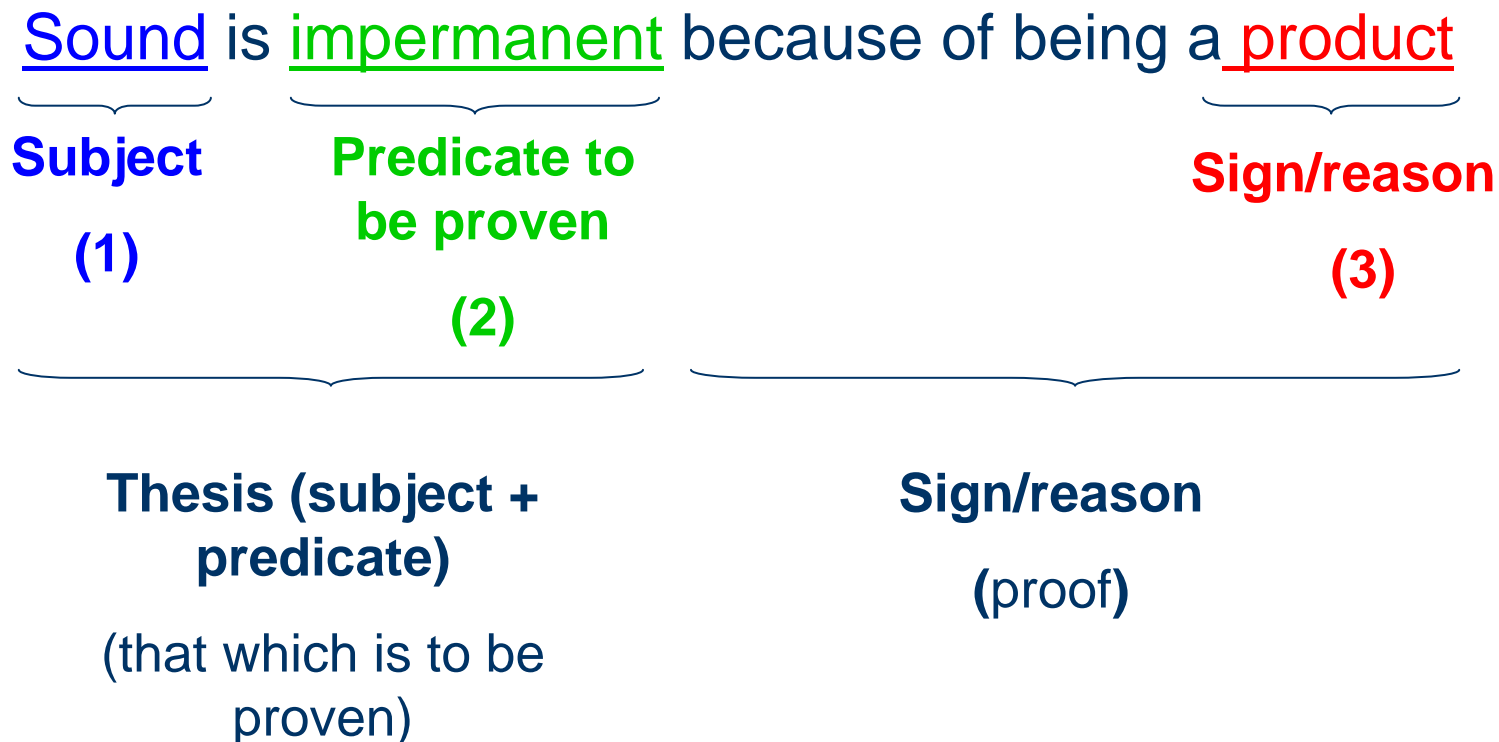 Sound is impermanent because of being a product
Subject
(1)
Predicate to
be proven
(2)
Sign/reason
(3)
Thesis (subject +
predicate)
(that which is to be
proven)
Sign/reason
(proof)